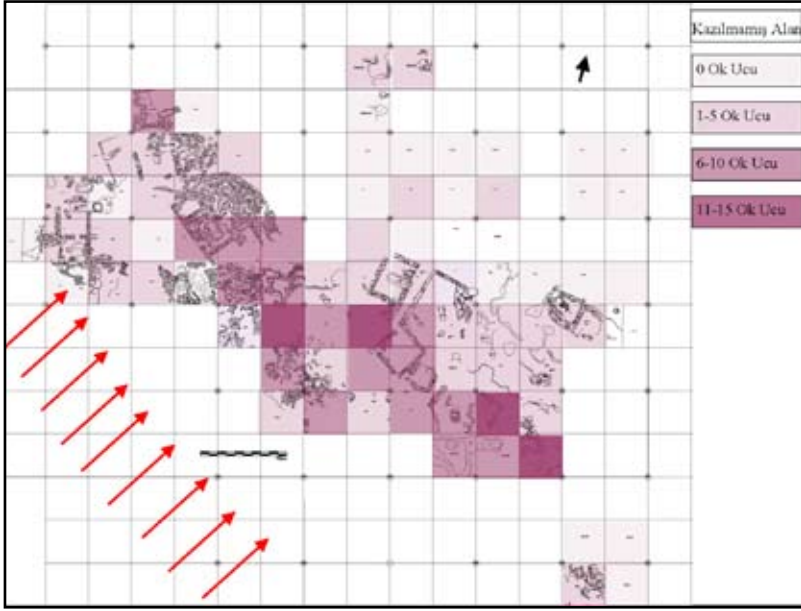 Kazılmamış Alan
0 Ok Ucu
1-5 Ok Ucu
6-10 Ok Ucu
11-15 Ok Ucu